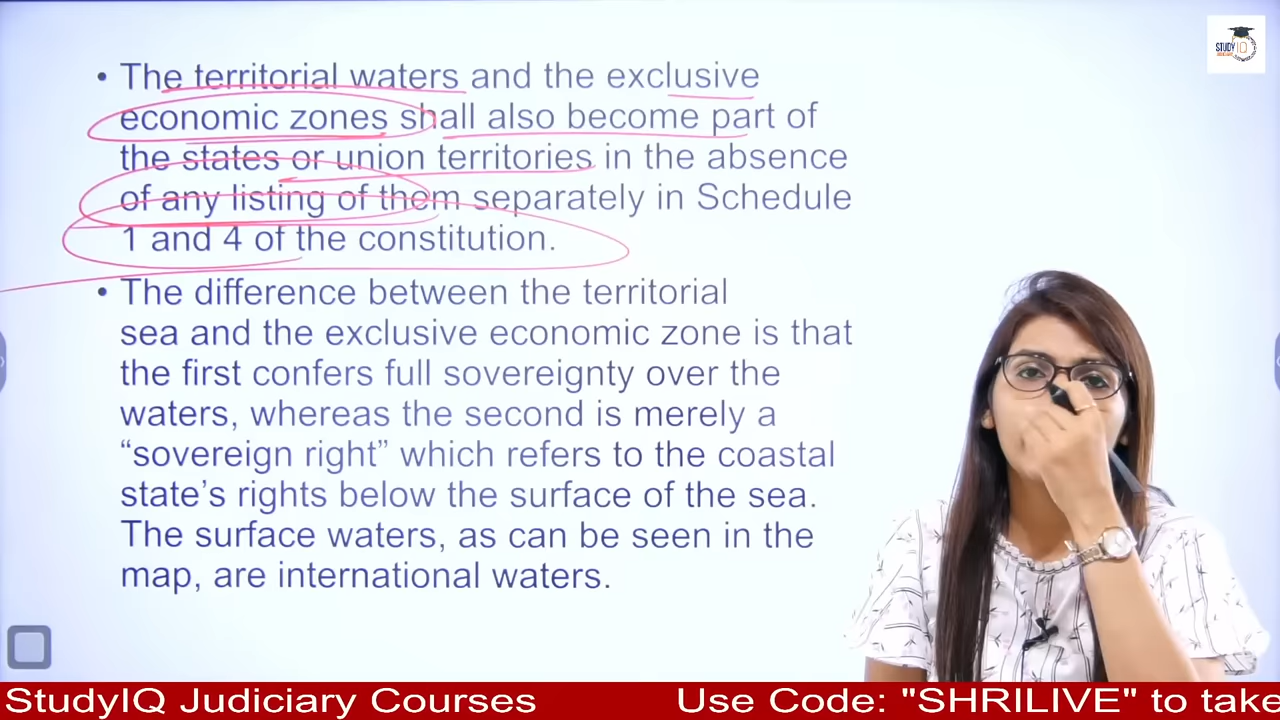 STUDY IQ
• The territorial waters and the exclusive
economic zones shall also become part of
the states or union territories in the absence
of any listing of them separately in Schedule
1 and 4 of the constitution.
• The difference between the territorial
sea and the exclusive economic zone is that
the first confers full sovereignty over the
waters, whereas the second is merely a
“sovereign right” which refers to the coastal
state’s rights below the surface of the sea.
The surface waters, as can be seen in the
map, are international waters.
StudyIQ Judiciary Courses Use Code: "SHRILIVE" to take